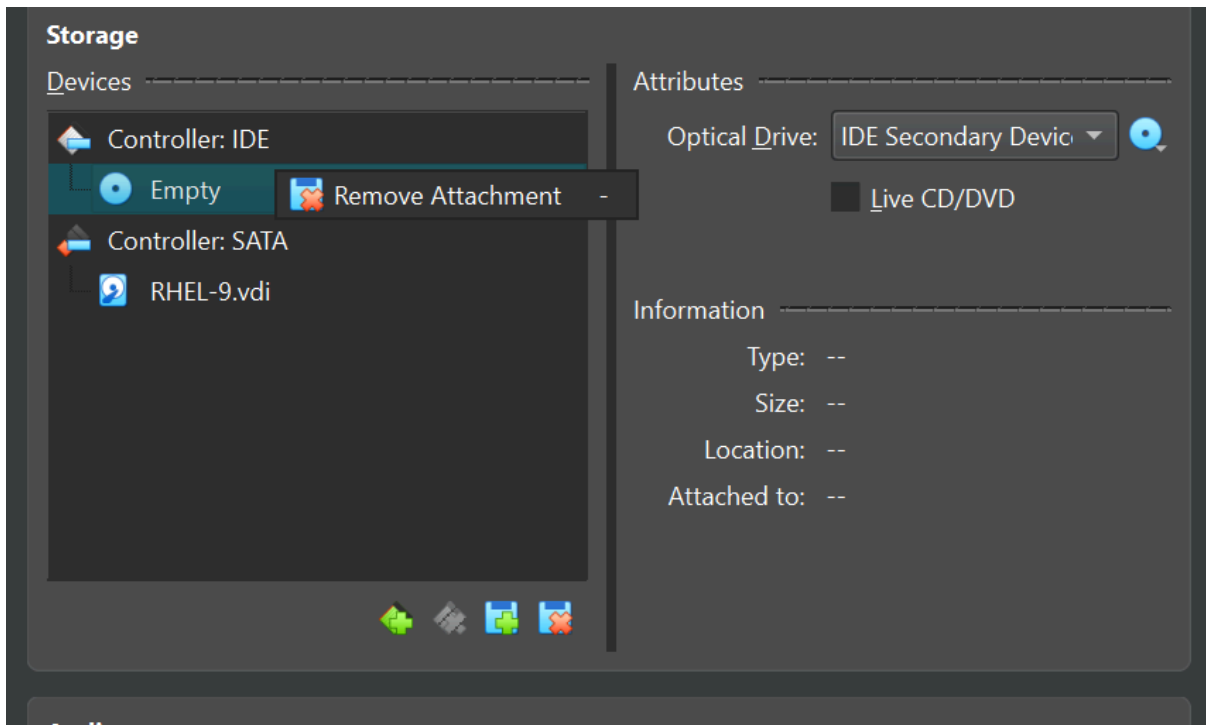 Storage
Devices
Attributes
Controller: IDE
Optical Drive: IDE Secondary Devic
Empty
Remove Attachment -
Live CD/DVD
Controller: SATA
RHEL-9.vdi
Information
Type: --
Size: --
Location: --
Attached to: --